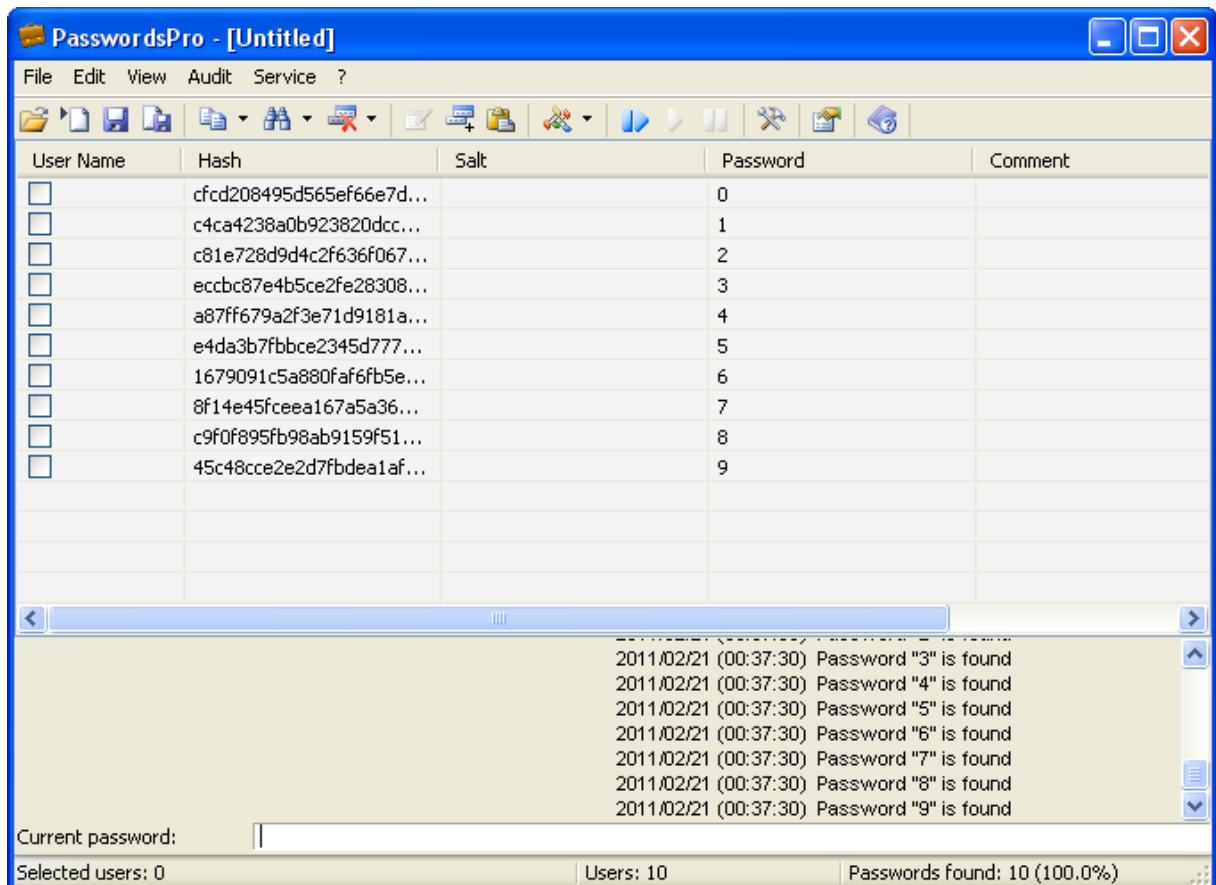 PasswordsPro - [Untitled]
File Edit View Audit Service ?
User Name Hash Salt Password Comment
cfcd208495d565ef66e7d... 0
c4ca4238a0b923820dcc... 1
c81e728d9d4c2f636f067... 2
eccbc87e4b5ce2fe28308... 3
a87ff679a2f3e71d9181a... 4
e4da3b7fbbce2345d777... 5
1679091c5a880faf6fb5e... 6
8f14e45fceea167a5a36... 7
c9f0f895fb98ab9159f51... 8
45c48cce2e2d7fbdea1af... 9
2011/02/21 (00:37:30) Password "3" is found
2011/02/21 (00:37:30) Password "4" is found
2011/02/21 (00:37:30) Password "5" is found
2011/02/21 (00:37:30) Password "6" is found
2011/02/21 (00:37:30) Password "7" is found
2011/02/21 (00:37:30) Password "8" is found
2011/02/21 (00:37:30) Password "9" is found
Current password:
Selected users: 0 Users: 10 Passwords found: 10 (100.0%)